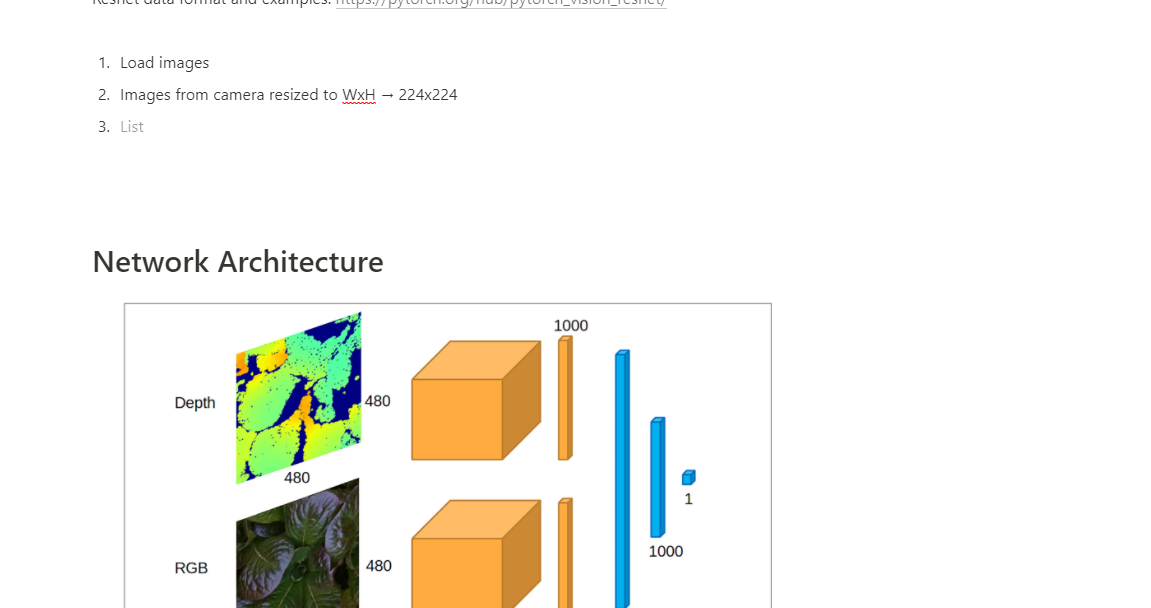 Resnet data format and examples: https://pytorch.org/hub/pytorch_vision_resnet/
1. Load images
2. Images from camera resized to WxH → 224x224
3. List
Network Architecture
1000
Depth
480
480
1
1000
RGB
480